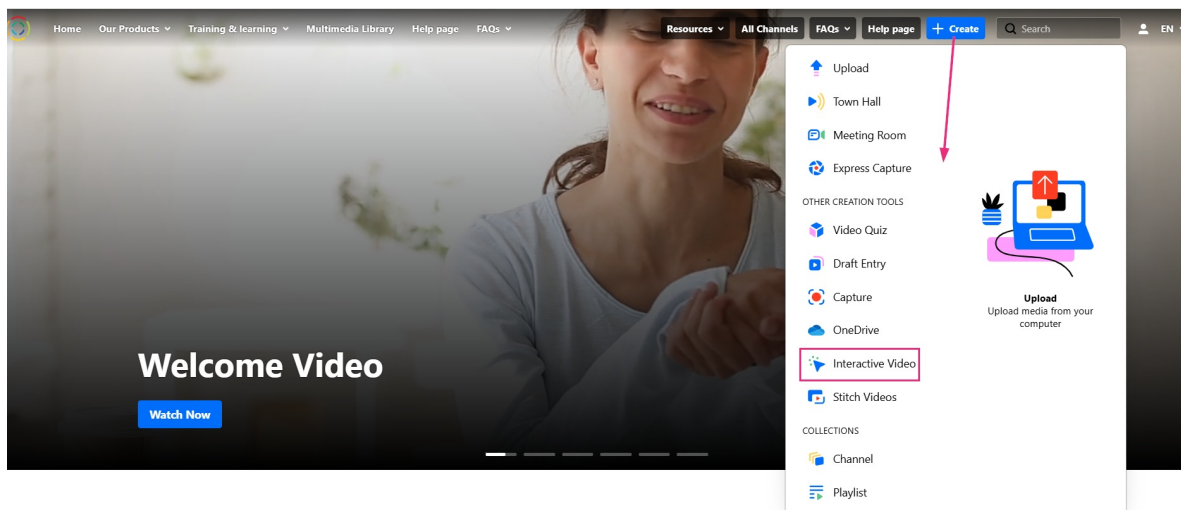 Home Our Products Training & learning Multimedia Library Help page FAQs Resources All Channels FAQs Help page + Create Search EN
Upload
Town Hall
Meeting Room
Express Capture
OTHER CREATION TOOLS
Video Quiz
Draft Entry
Capture
OneDrive
Interactive Video
Stitch Videos
COLLECTIONS
Channel
Playlist
Upload
Upload media from your
computer
Welcome Video
Watch Now